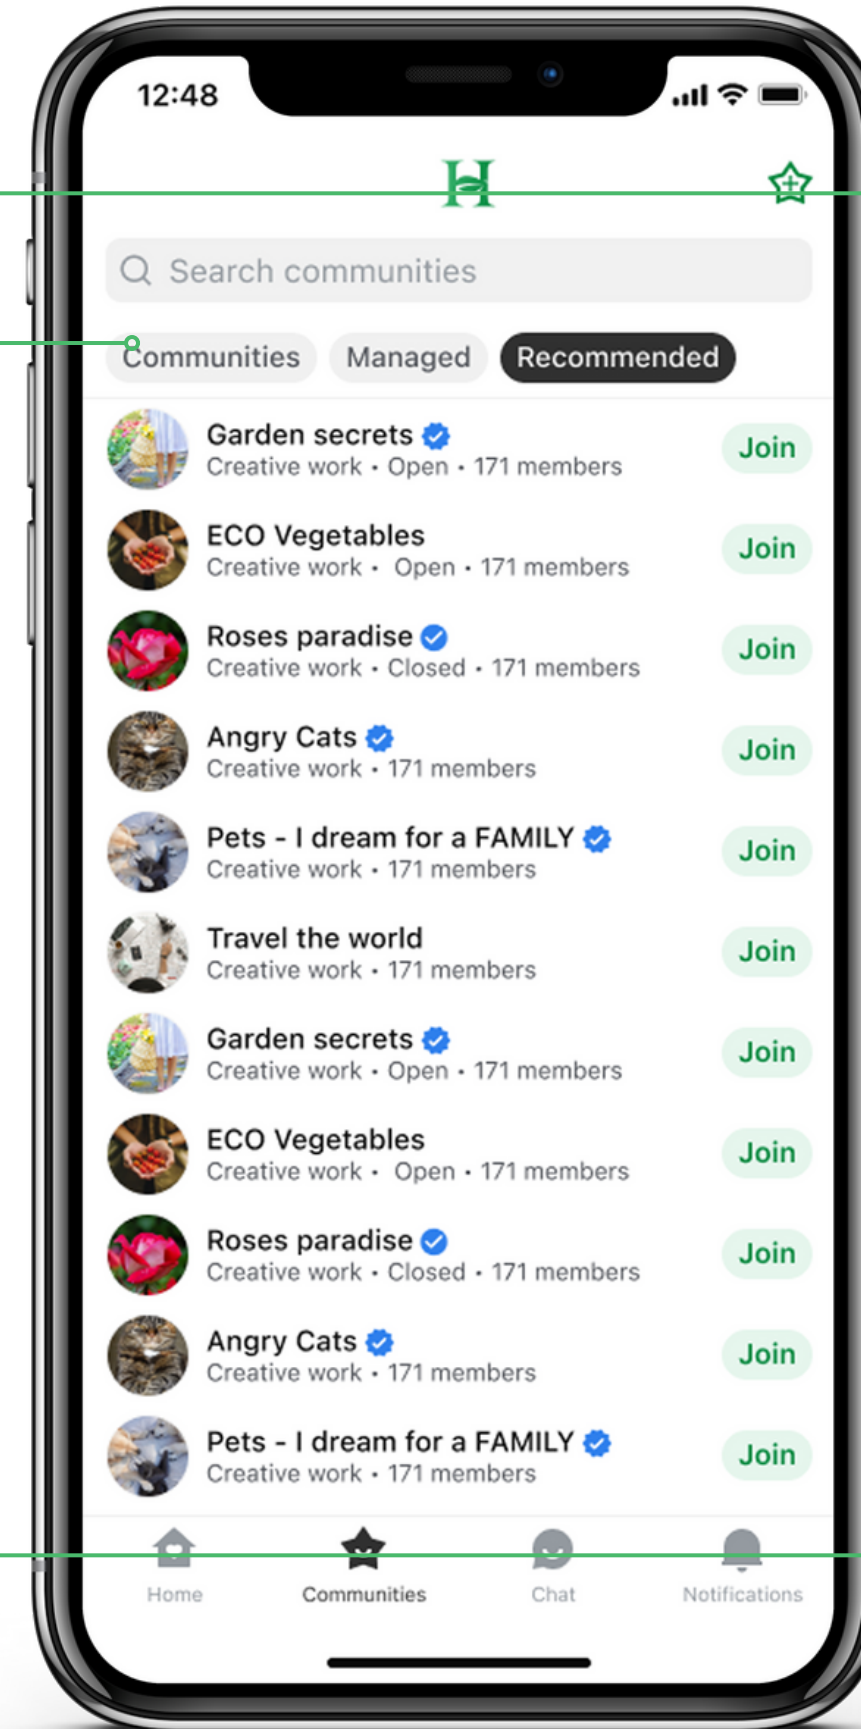 12:48
H
Search communities
Communities Managed Recommended
Garden secrets
Creative work • Open • 171 members
Join
ECO Vegetables
Creative work • Open • 171 members
Join
Roses paradise
Creative work • Closed • 171 members
Join
Angry Cats
Creative work • 171 members
Join
Pets - I dream for a FAMILY
Creative work • 171 members
Join
Travel the world
Creative work • 171 members
Join
Garden secrets
Creative work • Open • 171 members
Join
ECO Vegetables
Creative work • Open • 171 members
Join
Roses paradise
Creative work • Closed • 171 members
Join
Angry Cats
Creative work • 171 members
Join
Pets - I dream for a FAMILY
Creative work • 171 members
Join
Home Communities Chat Notifications